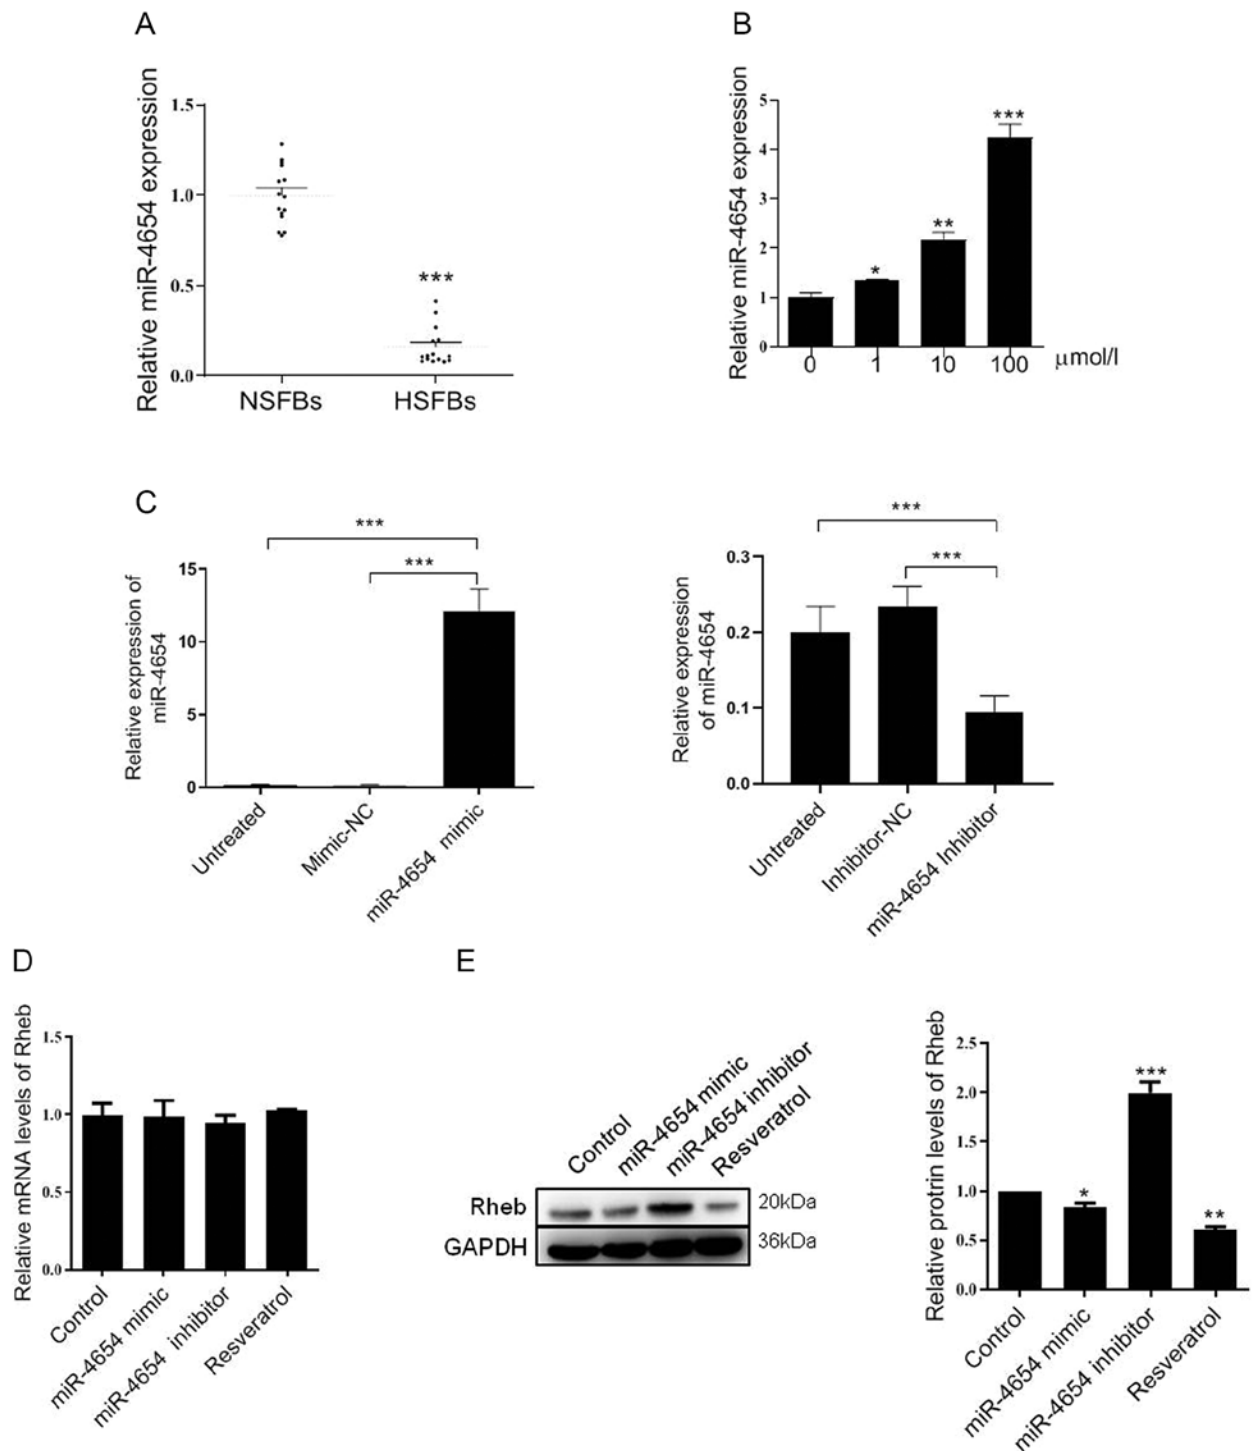 A
Relative miR-4654 expression
1.5
1.0
0.5
0.0
***
NSFBs
HSFBs
B
Relative miR-4654 expression
5
4
3
2
1
0
*
**
***
0
1
10
100
μmol/l
C
***
***
Relative expression of
miR-4654
15
10
5
0
Untreated
Mimic-NC
miR-4654 mimic
***
***
Relative expression
of miR-4654
0.3
0.2
0.1
0.0
Untreated
Inhibitor-NC
miR-4654 Inhibitor
D
Relative mRNA levels of Rheb
1.5
1.0
0.5
0.0
Control
miR-4654 mimic
miR-4654 inhibitor
Resveratrol
E
Control
miR-4654 mimic
miR-4654 inhibitor
Resveratrol
Rheb
20kDa
GAPDH
36kDa
Relative protrin levels of Rheb
2.5
2.0
1.5
1.0
0.5
0.0
*
***
**
Control
miR-4654 mimic
miR-4654 inhibitor
Resveratrol